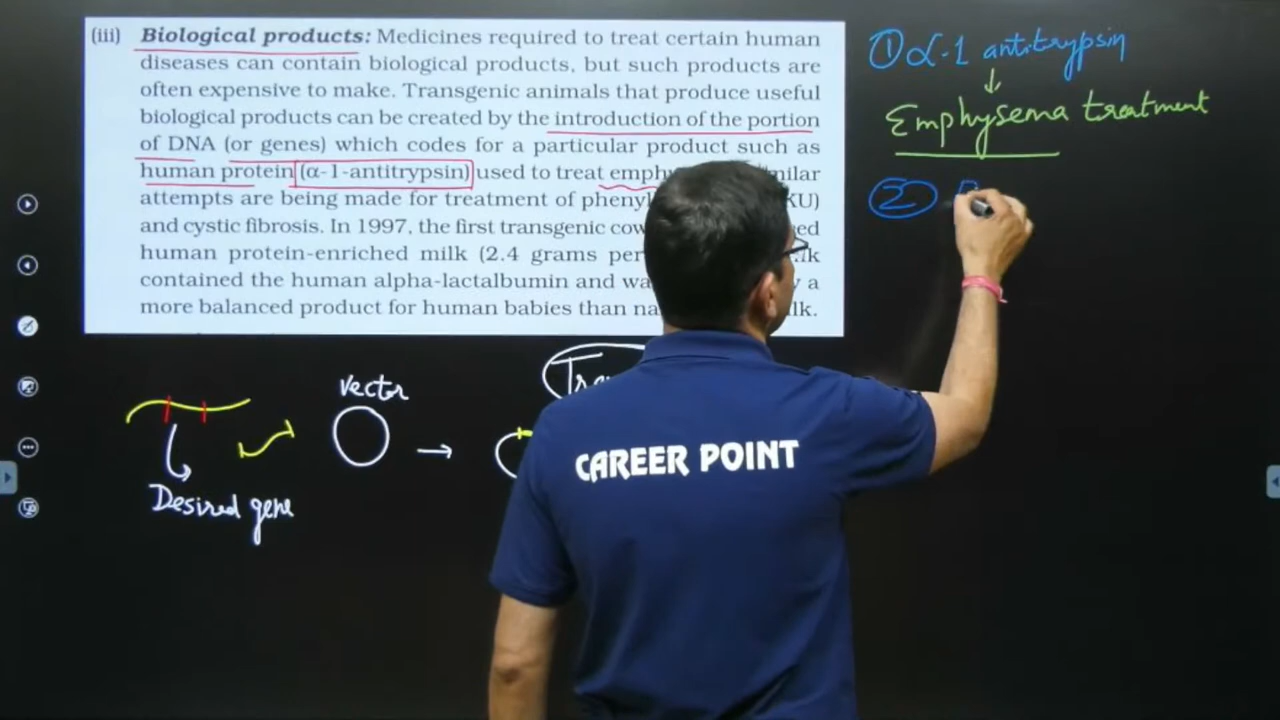 (iii) Biological products: Medicines required to treat certain human
diseases can contain biological products, but such products are
often expensive to make. Transgenic animals that produce useful
biological products can be created by the introduction of the portion
of DNA (or genes) which codes for a particular product such as
human protein (α-1-antitrypsin) used to treat emph
attempts are being made for treatment of phenyl KU)
and cystic fibrosis. In 1997, the first transgenic cow ed
human protein-enriched milk (2.4 grams per
contained the human alpha-lactalbumin and wa a
more balanced product for human babies than na lk.
① α-1 antitrypsin
↓
Emphysema treatment
②
vector
Desired gene
CAREER POINT